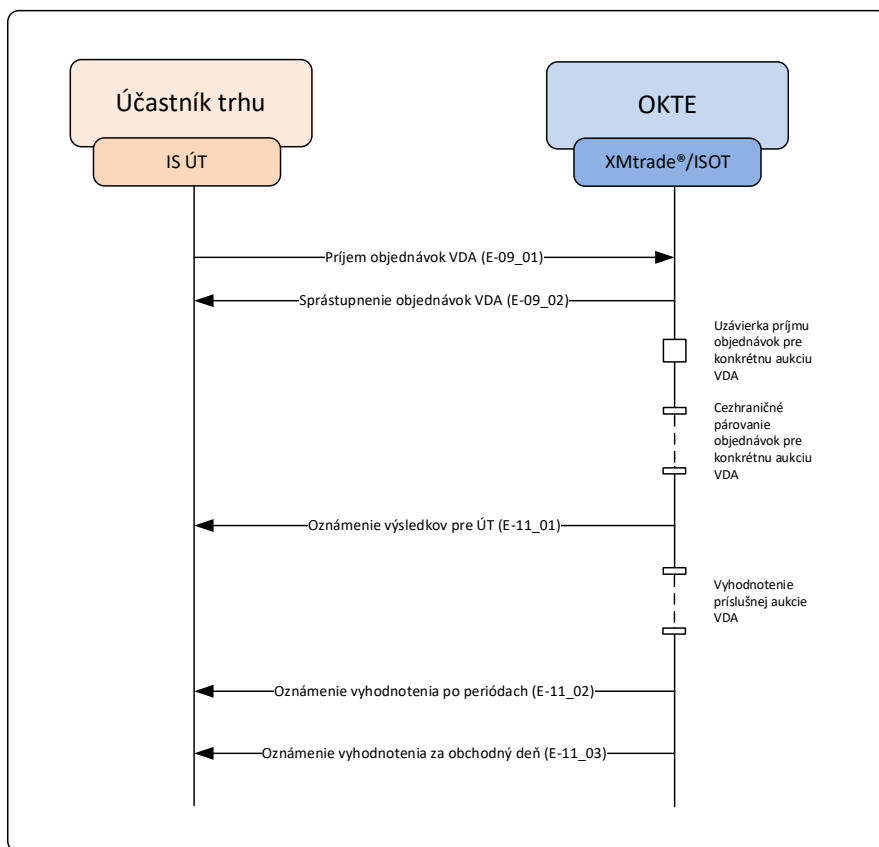 Účastník trhu
OKTE
IS ÚT
XMtrade®/ISOT
Príjem objednávok VDA (E-09_01)
Sprástupnenie objednávok VDA (E-09_02)
Uzávierka príjmu
objednávok pre
konkrétnu aukciu
VDA
Cezhraničné
párovanie
objednávok pre
konkrétnu aukciu
VDA
Oznámenie výsledkov pre ÚT (E-11_01)
Vyhodnotenie
príslušnej aukcie
VDA
Oznámenie vyhodnotenia po periódach (E-11_02)
Oznámenie vyhodnotenia za obchodný deň (E-11_03)